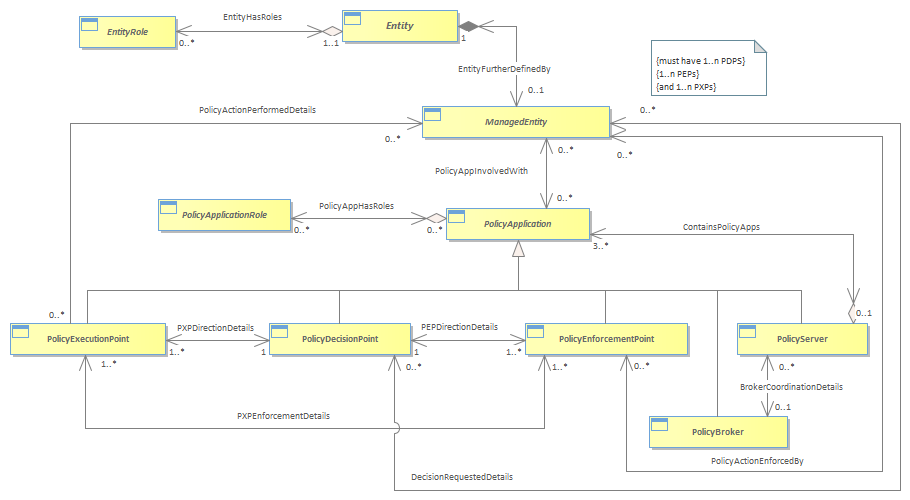 EntityHasRoles
EntityRole
0..*
1..1
Entity
1
EntityFurtherDefinedBy
0..1
{must have 1..n PDPS}
{1..n PEPs}
{and 1..n PXPs}
PolicyActionPerformedDetails
0..*
ManagedEntity
0..*
0..*
0..*
PolicyAppInvolvedWith
0..*
PolicyApplicationRole
0..*
PolicyAppHasRoles
0..*
PolicyApplication
3..*
ContainsPolicyApps
0..1
0..*
PolicyExecutionPoint
1..*
1..*
PXPDirectionDetails
1
PolicyDecisionPoint
1
0..*
PEPDirectionDetails
1..*
PolicyEnforcementPoint
1..*
0..*
PolicyServer
0..*
BrokerCoordinationDetails
0..1
PolicyBroker
PXPEnforcementDetails
PolicyActionEnforcedBy
DecisionRequestedDetails